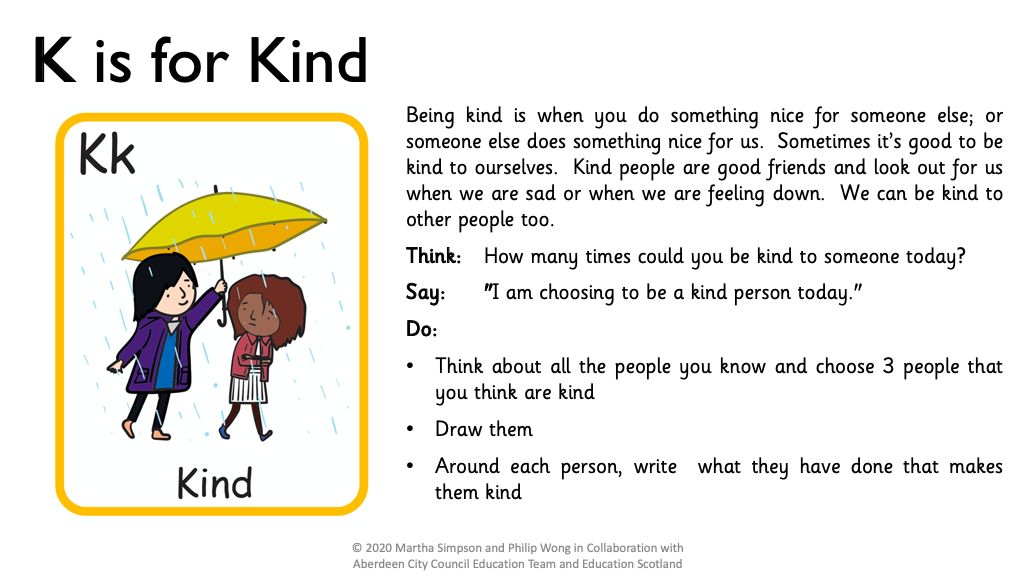 K is for Kind
Kk
Kind
Being kind is when you do something nice for someone else; or
someone else does something nice for us.  Sometimes it's good to be
kind to ourselves.  Kind people are good friends and look out for us
when we are sad or when we are feeling down.  We can be kind to
other people too.
Think: How many times could you be kind to someone today?
Say: "I am choosing to be a kind person today."
Do:
• Think about all the people you know and choose 3 people that
you think are kind
• Draw them
• Around each person, write  what they have done that makes
them kind
© 2020 Martha Simpson and Philip Wong in Collaboration with
Aberdeen City Council Education Team and Education Scotland